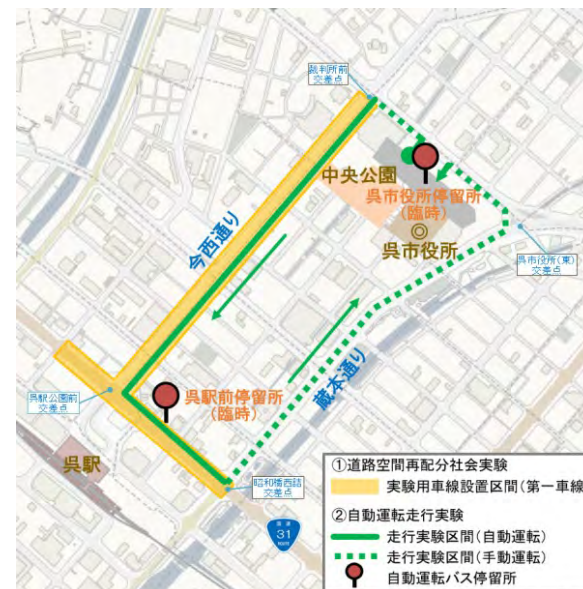 裁判所前
交差点
中央公園
呉市役所停留所
(臨時)
呉市役所
呉市役所(東)
交差点
今西通り
蔵本通り
呉駅公園前
交差点
呉駅前停留所
(臨時)
呉駅
昭和橋西詰
交差点
国道
31
ROUTE
①道路空間再配分社会実験
実験用車線設置区間(第一車線
②自動運転走行実験
走行実験区間(自動運転)
走行実験区間(手動運転)
自動運転バス停留所